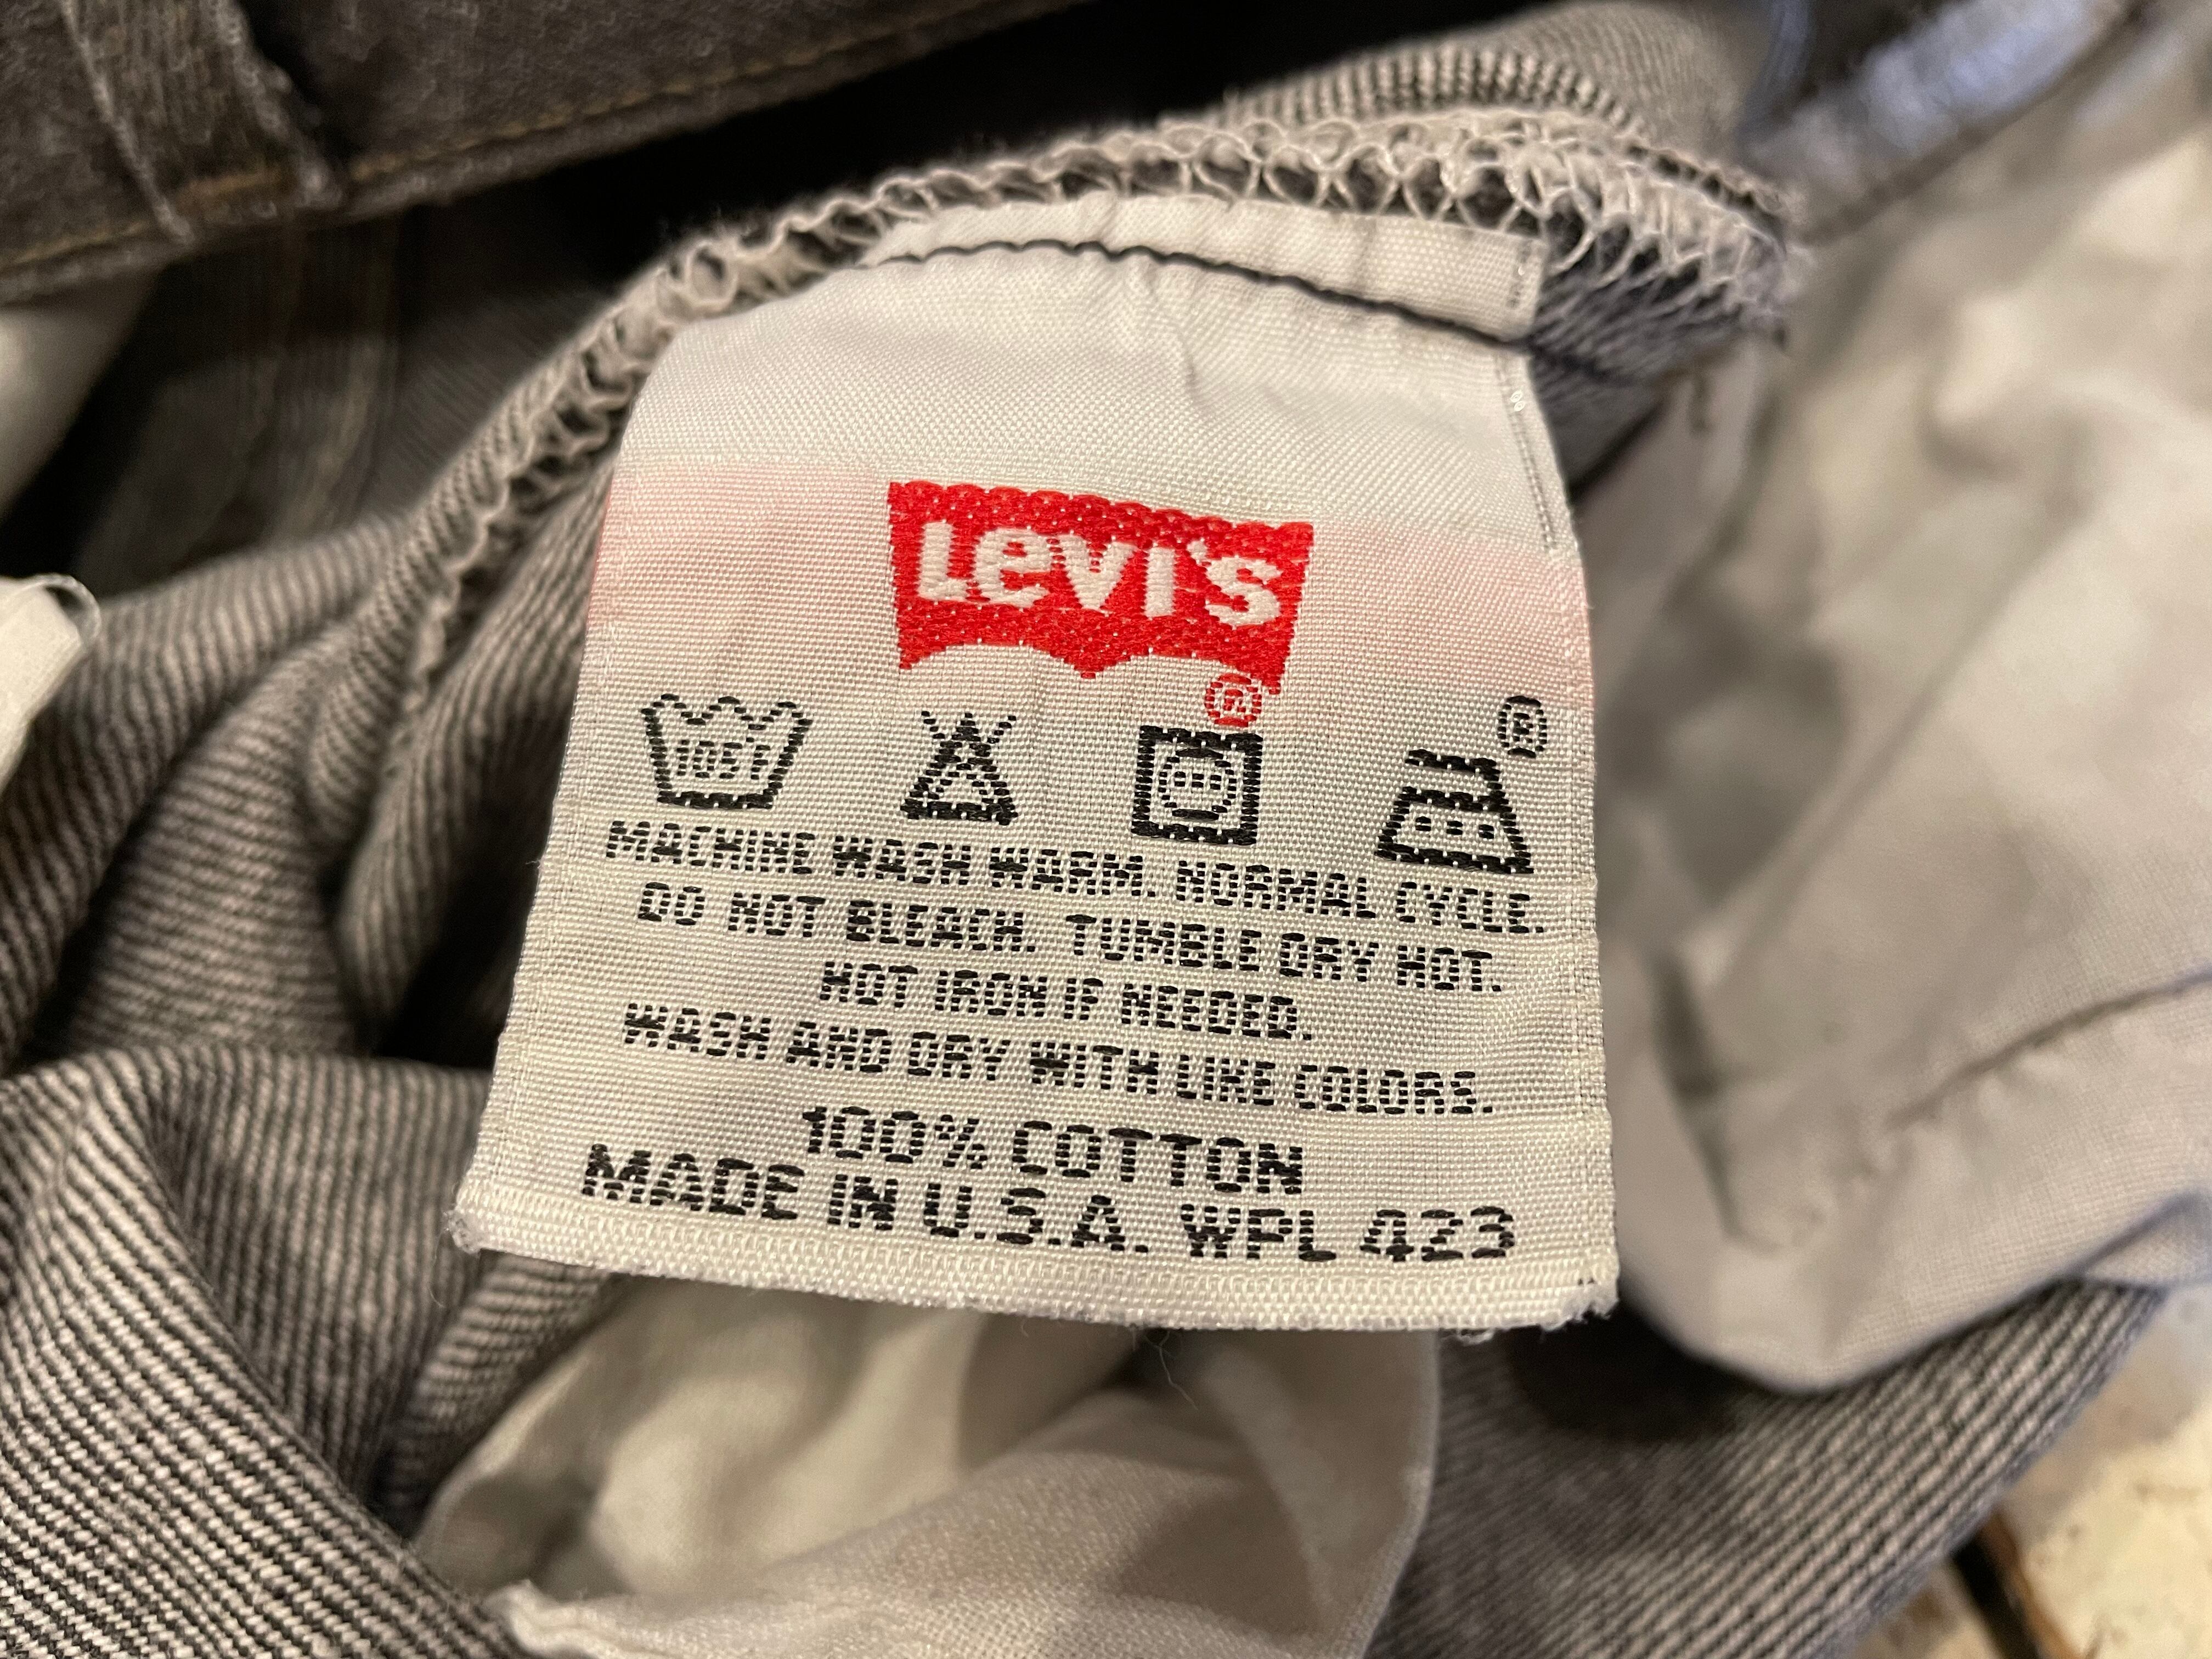 Levi's
®
®
105°F
MACHINE WASH WARM. NORMAL CYCLE.
DO NOT BLEACH. TUMBLE DRY HOT.
HOT IRON IF NEEDED.
WASH AND DRY WITH LIKE COLORS.
100% COTTON
MADE IN U.S.A. WPL 423